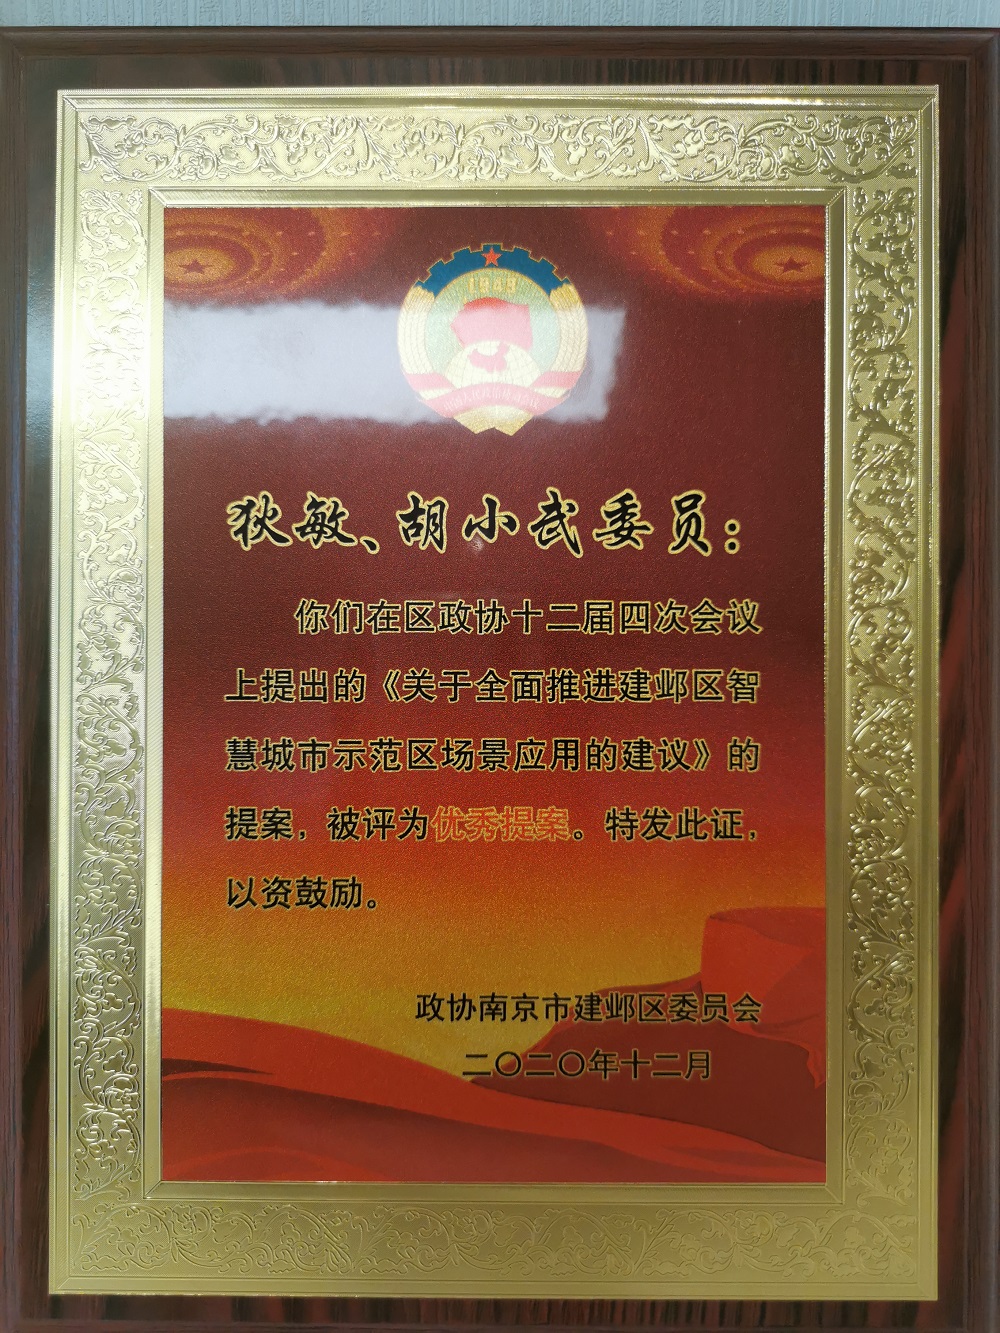 1949
狄敏、胡小武委员：
你们在区政协十二届四次会议
上提出的《关于全面推进建邺区智
慧城市示范区场景应用的建议》的
提案，被评为优秀提案。特发此证，
以资鼓励。
政协南京市建邺区委员会
二〇二〇年十二月